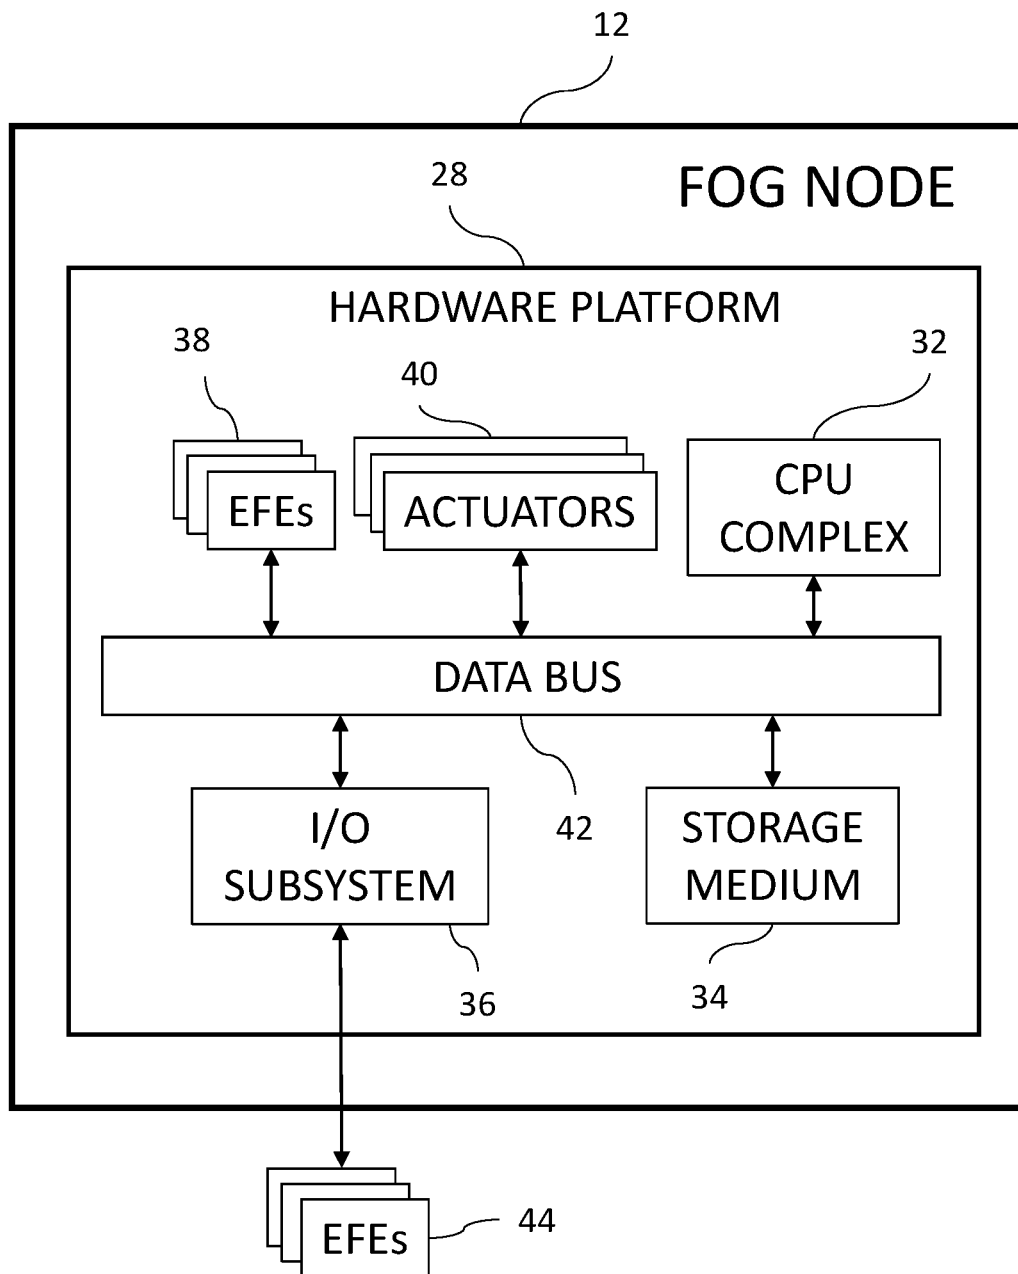 12
FOG NODE
28
HARDWARE PLATFORM
38
40
32
EFEs
ACTUATORS
CPU
COMPLEX
DATA BUS
I/O
SUBSYSTEM
42
STORAGE
MEDIUM
36
34
EFEs
44